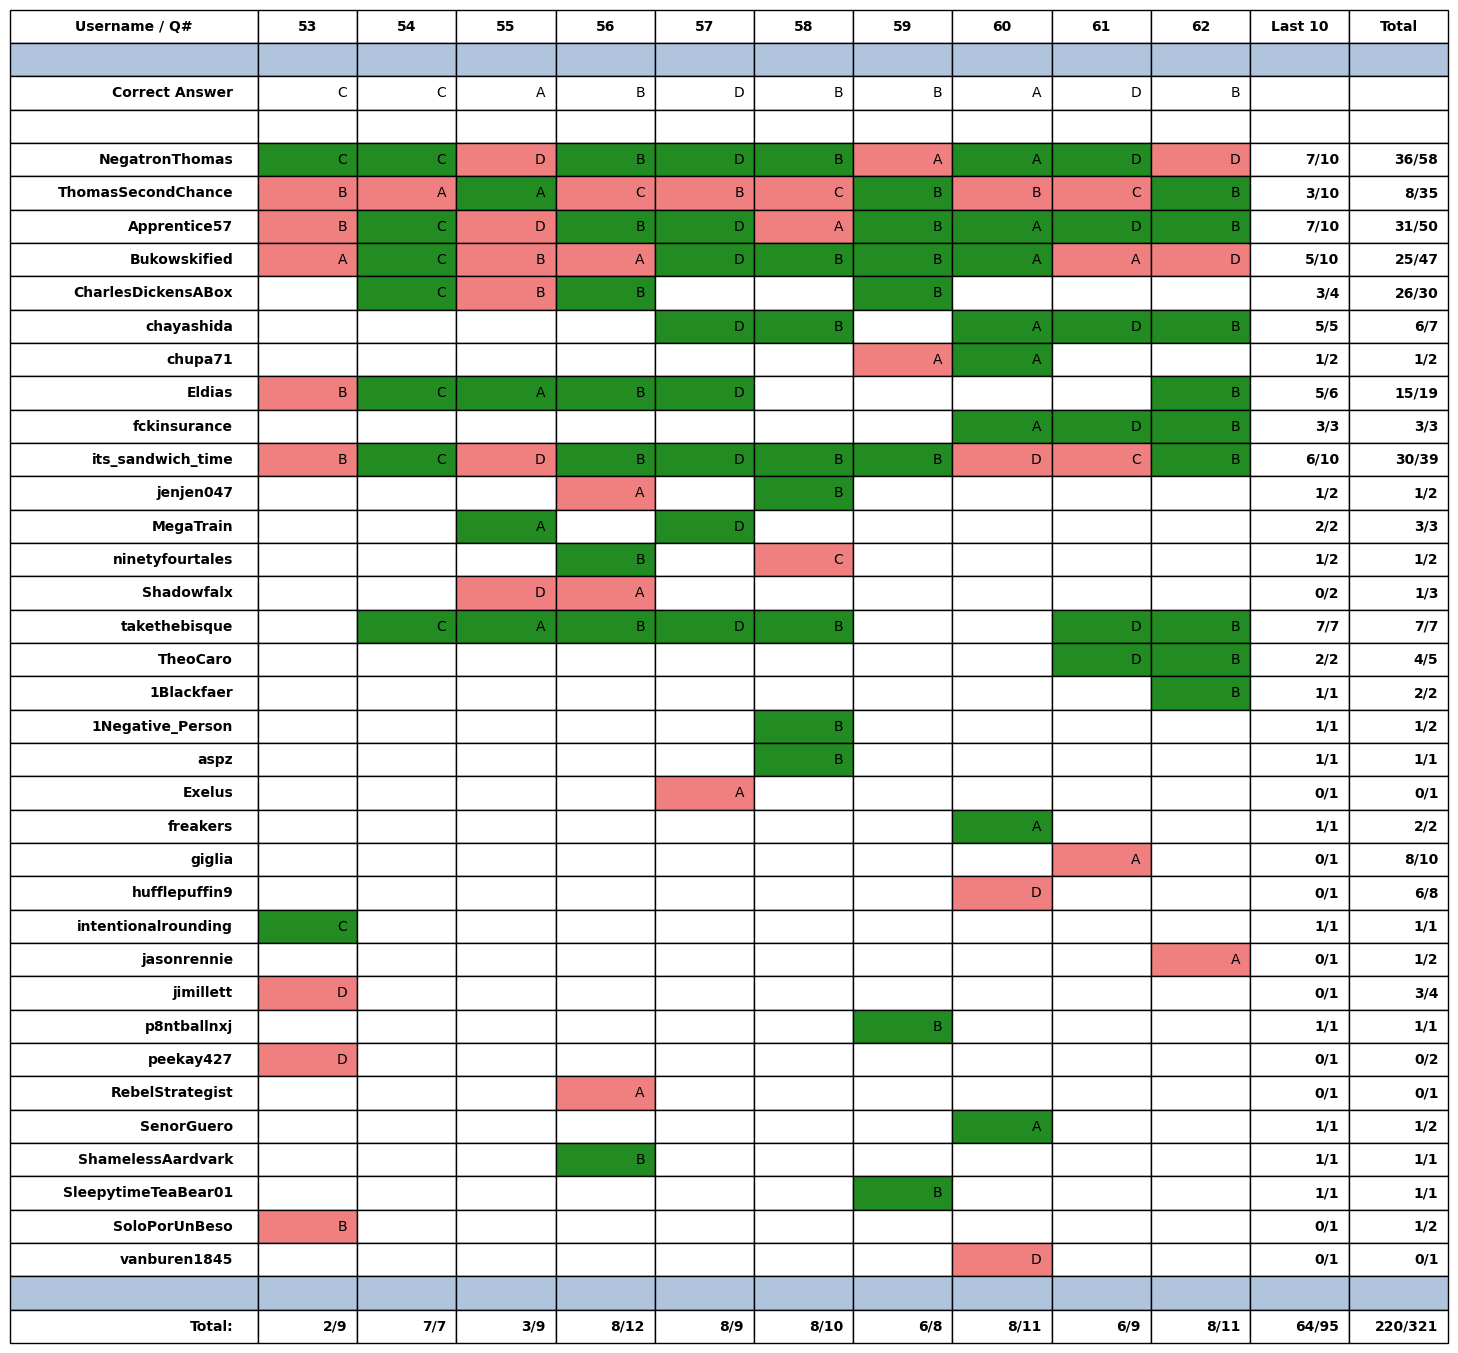 Username / Q# 53 54 55 56 57 58 59 60 61 62 Last 10 Total
Correct Answer C C A B D B B A D B
NegatronThomas C C D B D B A A D D 7/10 36/58
ThomasSecondChance B A A C B C B B C B 3/10 8/35
Apprentice57 B C D B D A B A D B 7/10 31/50
Bukowskified A C B A D B B A A D 5/10 25/47
CharlesDickensABox C B B B 3/4 26/30
chayashida D B A D B 5/5 6/7
chupa71 A A 1/2 1/2
Eldias B C A B D B 5/6 15/19
fckinsurance A D B 3/3 3/3
its_sandwich_time B C D B D B B D C B 6/10 30/39
jenjen047 A B 1/2 1/2
MegaTrain A D 2/2 3/3
ninetyfourtales B C 1/2 1/2
Shadowfalx D A 0/2 1/3
takethebisque C A B D B D B 7/7 7/7
TheoCaro D B 2/2 4/5
1Blackfaer B 1/1 2/2
1Negative_Person B 1/1 1/2
aspz B 1/1 1/1
Exelus A 0/1 0/1
freakers A 1/1 2/2
giglia A 0/1 8/10
hufflepuffin9 D 0/1 6/8
intentionalrounding C 1/1 1/1
jasonrennie A 0/1 1/2
jimillett D 0/1 3/4
p8ntballnxj B 1/1 1/1
peekay427 D 0/1 0/2
RebelStrategist A 0/1 0/1
SenorGuero A 1/1 1/2
ShamelessAardvark B 1/1 1/1
SleepytimeTeaBear01 B 1/1 1/1
SoloPorUnBeso B 0/1 1/2
vanburen1845 D 0/1 0/1
Total: 2/9 7/7 3/9 8/12 8/9 8/10 6/8 8/11 6/9 8/11 64/95 220/321